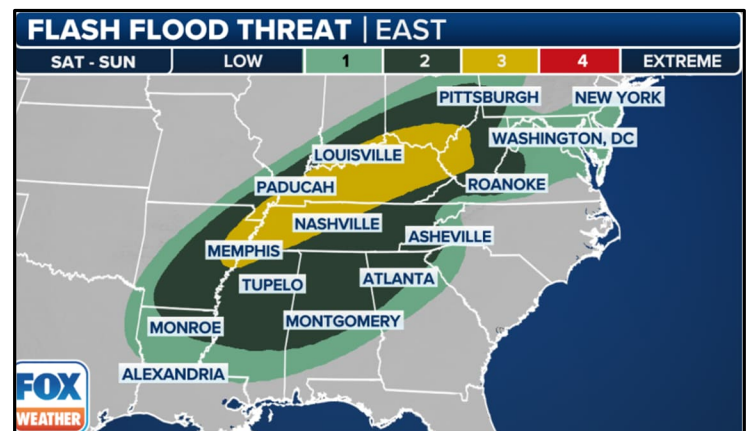 FLASH FLOOD THREAT | EAST
SAT - SUN LOW 1 2 3 4 EXTREME
PITTSBURGH
NEW YORK
WASHINGTON, DC
LOUISVILLE
PADUCAH
ROANOKE
NASHVILLE
ASHEVILLE
MEMPHIS
TUPELO
ATLANTA
MONROE
MONTGOMERY
ALEXANDRIA
FOX
WEATHER